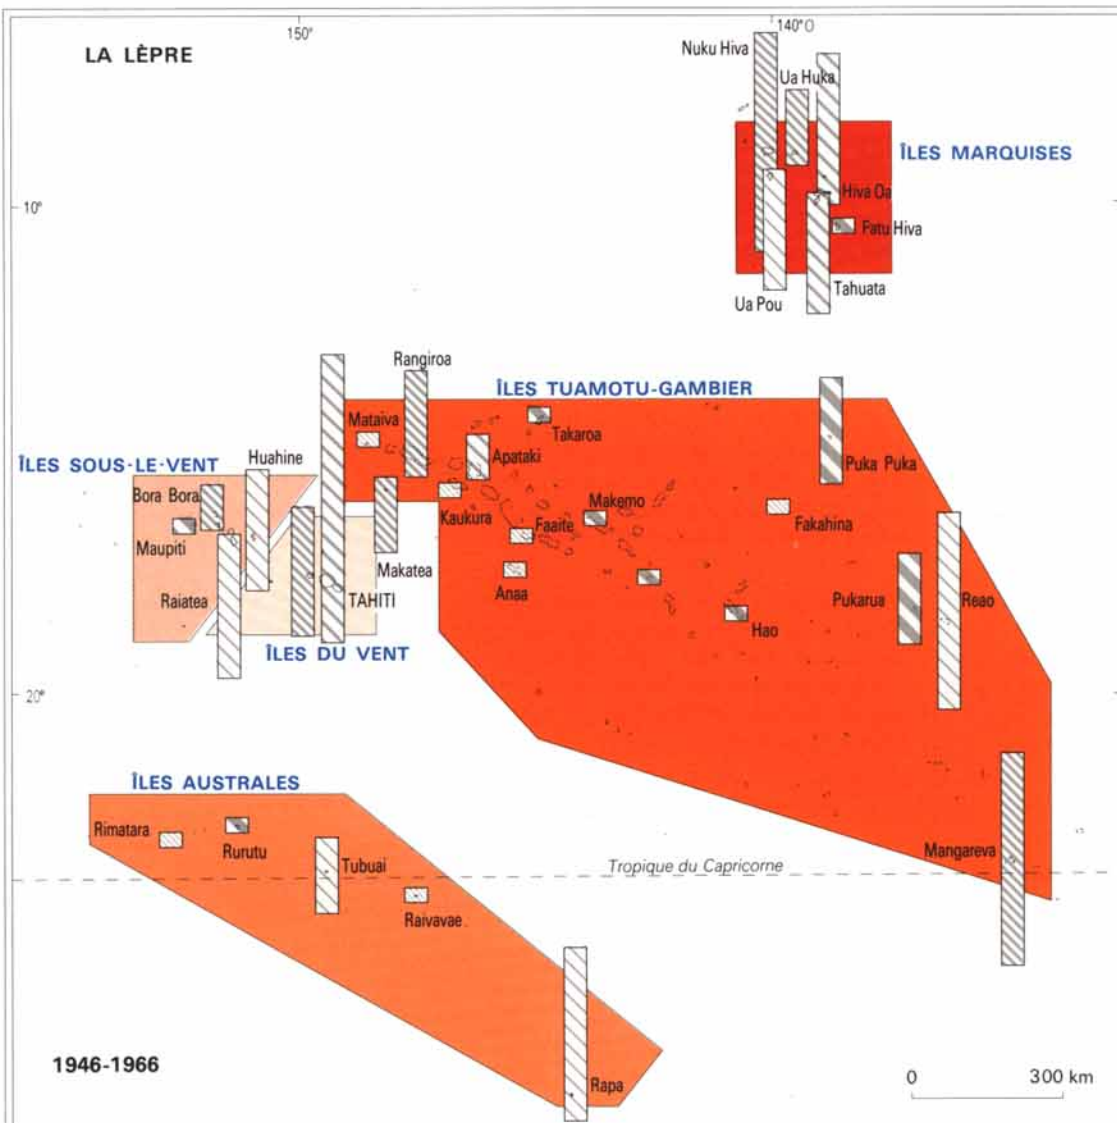 150°
140°O
LA LÈPRE
Nuku Hiva
Ua Huka
ÎLES MARQUISES
10°
Hiva Oa
Fatu Hiva
Ua Pou
Tahuata
Rangiroa
ÎLES TUAMOTU-GAMBIER
Mataiva
Takaroa
Huahine
ÎLES SOUS-LE-VENT
Apataki
Puka Puka
Bora Bora
Kaukura
Makemo
Faaite
Fakahina
Maupiti
Makatea
Anaa
Raiatea
TAHITI
Pukarua
Reao
Hao
ÎLES DU VENT
20°
ÎLES AUSTRALES
Rimatara
Rurutu
Tubuai
Mangareva
Tropique du Capricorne
Raivavae
1946-1966
Rapa
0 300 km